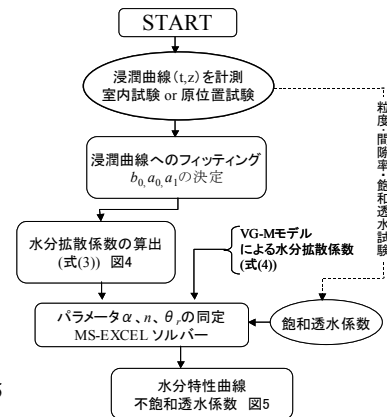 START
浸潤曲線(t,z)を計測
室内試験 or 原位置試験
浸潤曲線へのフィッティング
b0,a0,a1の決定
水分拡散係数の算出
(式(3)) 図4
VG-Mモデル
による水分拡散係数
(式(4))
粒度・間隙率・飽和透水試験
パラメータα、n、θrの同定
MS-EXCEL ソルバー
飽和透水係数
水分特性曲線
不飽和透水係数 図5
5